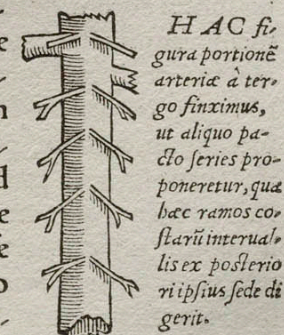 HAC fi-
gura portionẽ
arteriæ à ter-
go finximus,
ut aliquo pa-
cto ſeries pro-
poneretur, qua
hæc ramos co-
ſtarũ interual-
lis ex poſterio
ri ipſius ſede di
gerit.